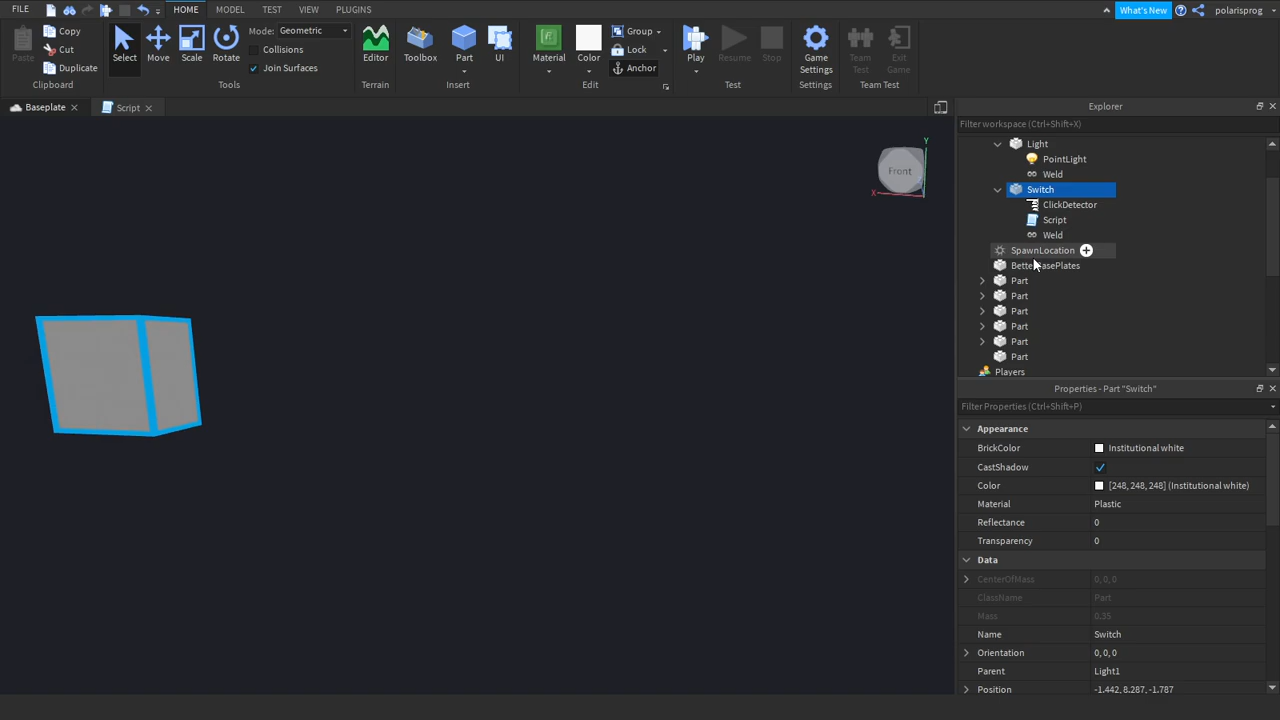 FILE HOME MODEL TEST VIEW PLUGINS What's New polarisprog
Paste Copy Cut Duplicate Clipboard
Select Move Scale Rotate Mode: Geometric Collisions Join Surfaces Tools
Editor Terrain
Toolbox Part UI Insert
Material Color Group Lock Anchor Edit
Play Resume Stop Test
Game Settings Settings
Team Test Exit Game Team Test
Baseplate Script
Front
X
Y
Explorer
Filter workspace (Ctrl+Shift+X)
Light
PointLight
Weld
Switch
ClickDetector
Script
Weld
SpawnLocation
Part
Part
Part
Part
Part
Part
Players
Properties - Part "Switch"
Filter Properties (Ctrl+Shift+P)
Appearance
BrickColor Institutional white
CastShadow
Color [248, 248, 248] (Institutional white)
Material Plastic
Reflectance 0
Transparency 0
Data
CenterOfMass 0, 0, 0
ClassName Part
Mass 0.35
Name Switch
Orientation 0, 0, 0
Parent Light1
Position -1.442, 8.287, -1.787